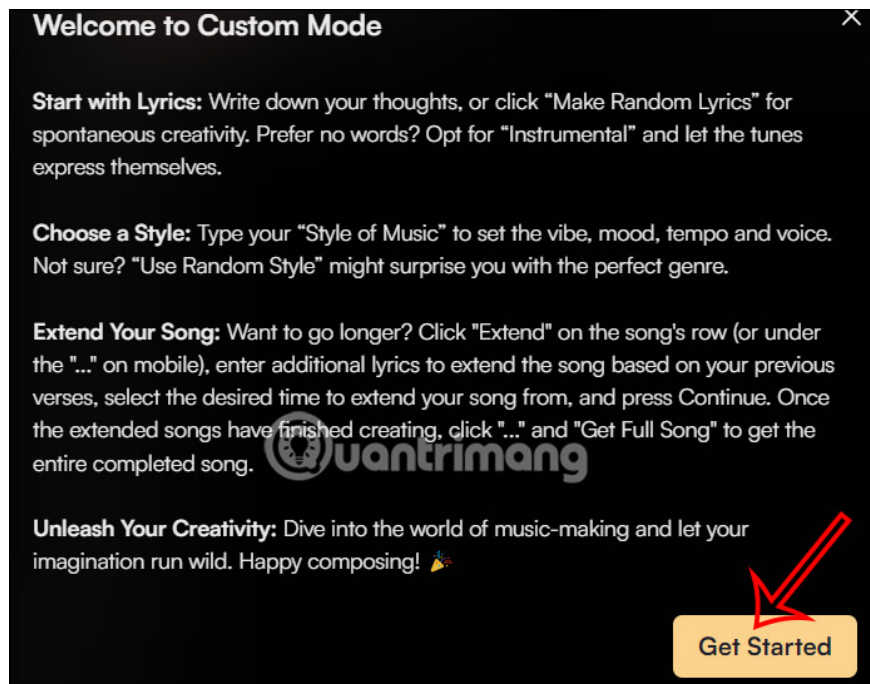 Welcome to Custom Mode
Start with Lyrics: Write down your thoughts, or click “Make Random Lyrics” for
spontaneous creativity. Prefer no words? Opt for “Instrumental” and let the tunes
express themselves.
Choose a Style: Type your “Style of Music” to set the vibe, mood, tempo and voice.
Not sure? “Use Random Style” might surprise you with the perfect genre.
Extend Your Song: Want to go longer? Click "Extend" on the song's row (or under
the "..." on mobile), enter additional lyrics to extend the song based on your previous
verses, select the desired time to extend your song from, and press Continue. Once
the extended songs have finished creating, click "..." and "Get Full Song" to get the
entire completed song.
Quantrimang
Unleash Your Creativity: Dive into the world of music-making and let your
imagination run wild. Happy composing! 🎉
Get Started